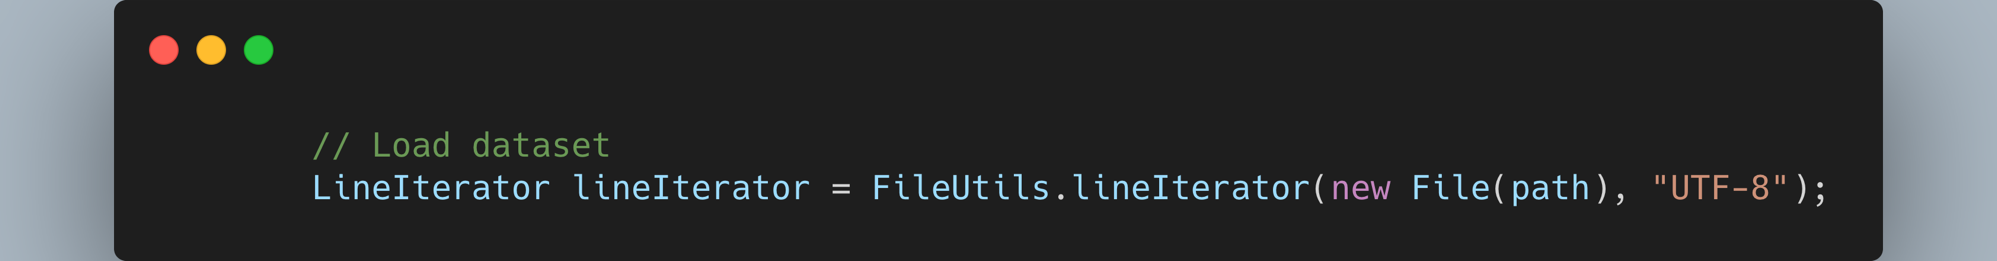 // Load dataset
LineIterator lineIterator = FileUtils.lineIterator(new File(path), "UTF-8");